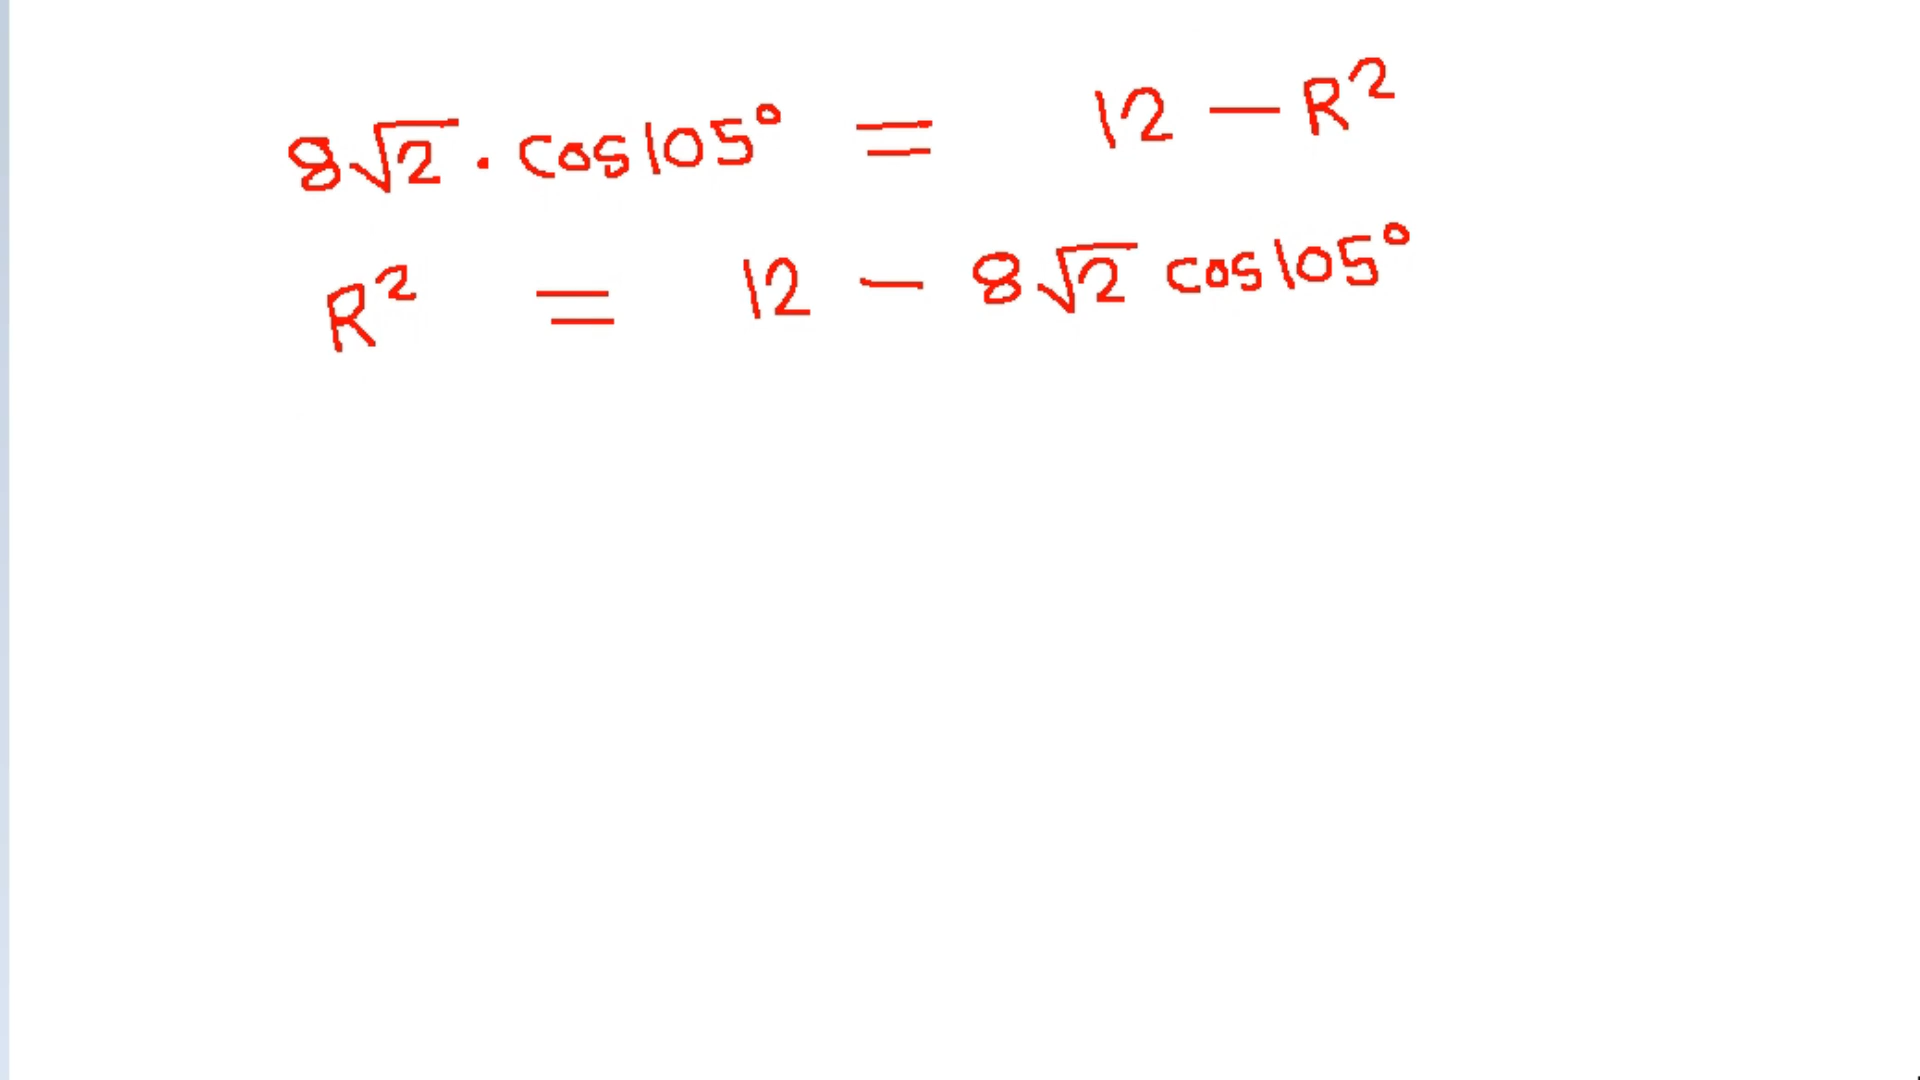 8√2 · cos105° = 12 − R²
R² = 12 − 8√2 cos105°